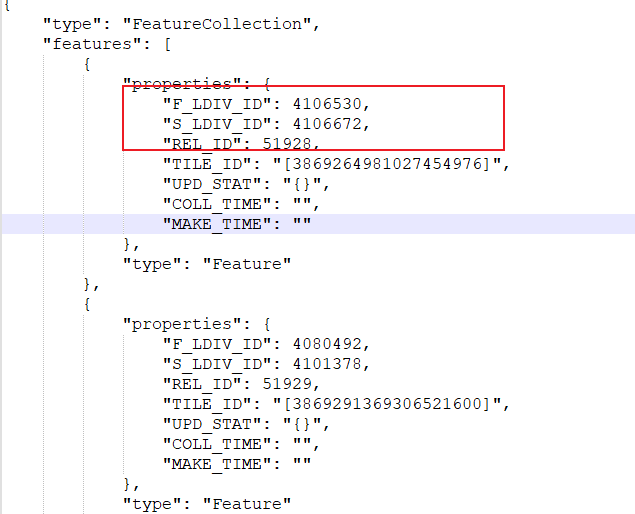 {
"type": "FeatureCollection",
"features": [
{
"properties": {
"F_LDIV_ID": 4106530,
"S_LDIV_ID": 4106672,
"REL_ID": 51928,
"TILE_ID": "[3869264981027454976]",
"UPD_STAT": "{}",
"COLL_TIME": "",
"MAKE_TIME": ""
},
"type": "Feature"
},
{
"properties": {
"F_LDIV_ID": 4080492,
"S_LDIV_ID": 4101378,
"REL_ID": 51929,
"TILE_ID": "[3869291369306521600]",
"UPD_STAT": "{}",
"COLL_TIME": "",
"MAKE_TIME": ""
},
"type": "Feature"